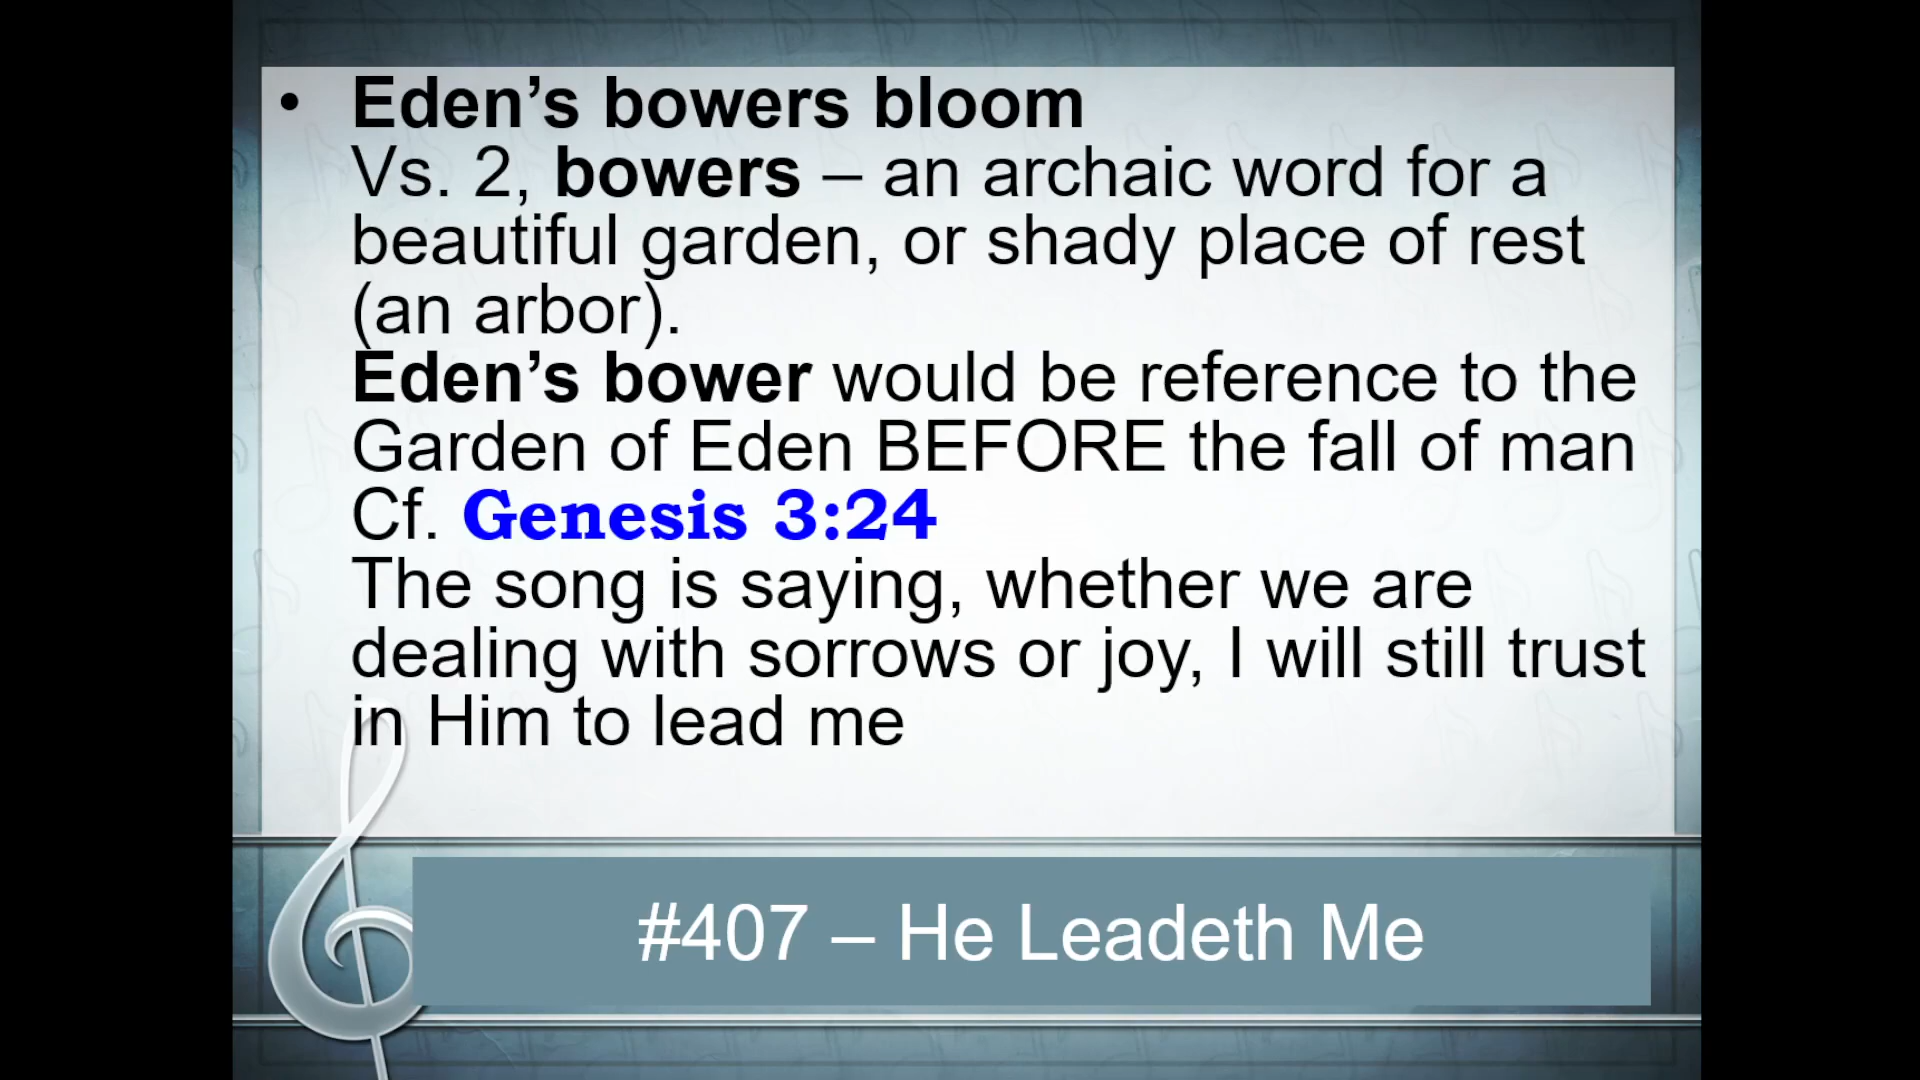 • Eden’s bowers bloom
Vs. 2, bowers – an archaic word for a
beautiful garden, or shady place of rest
(an arbor).
Eden’s bower would be reference to the
Garden of Eden BEFORE the fall of man
Cf. Genesis 3:24
The song is saying, whether we are
dealing with sorrows or joy, I will still trust
in Him to lead me
#407 – He Leadeth Me